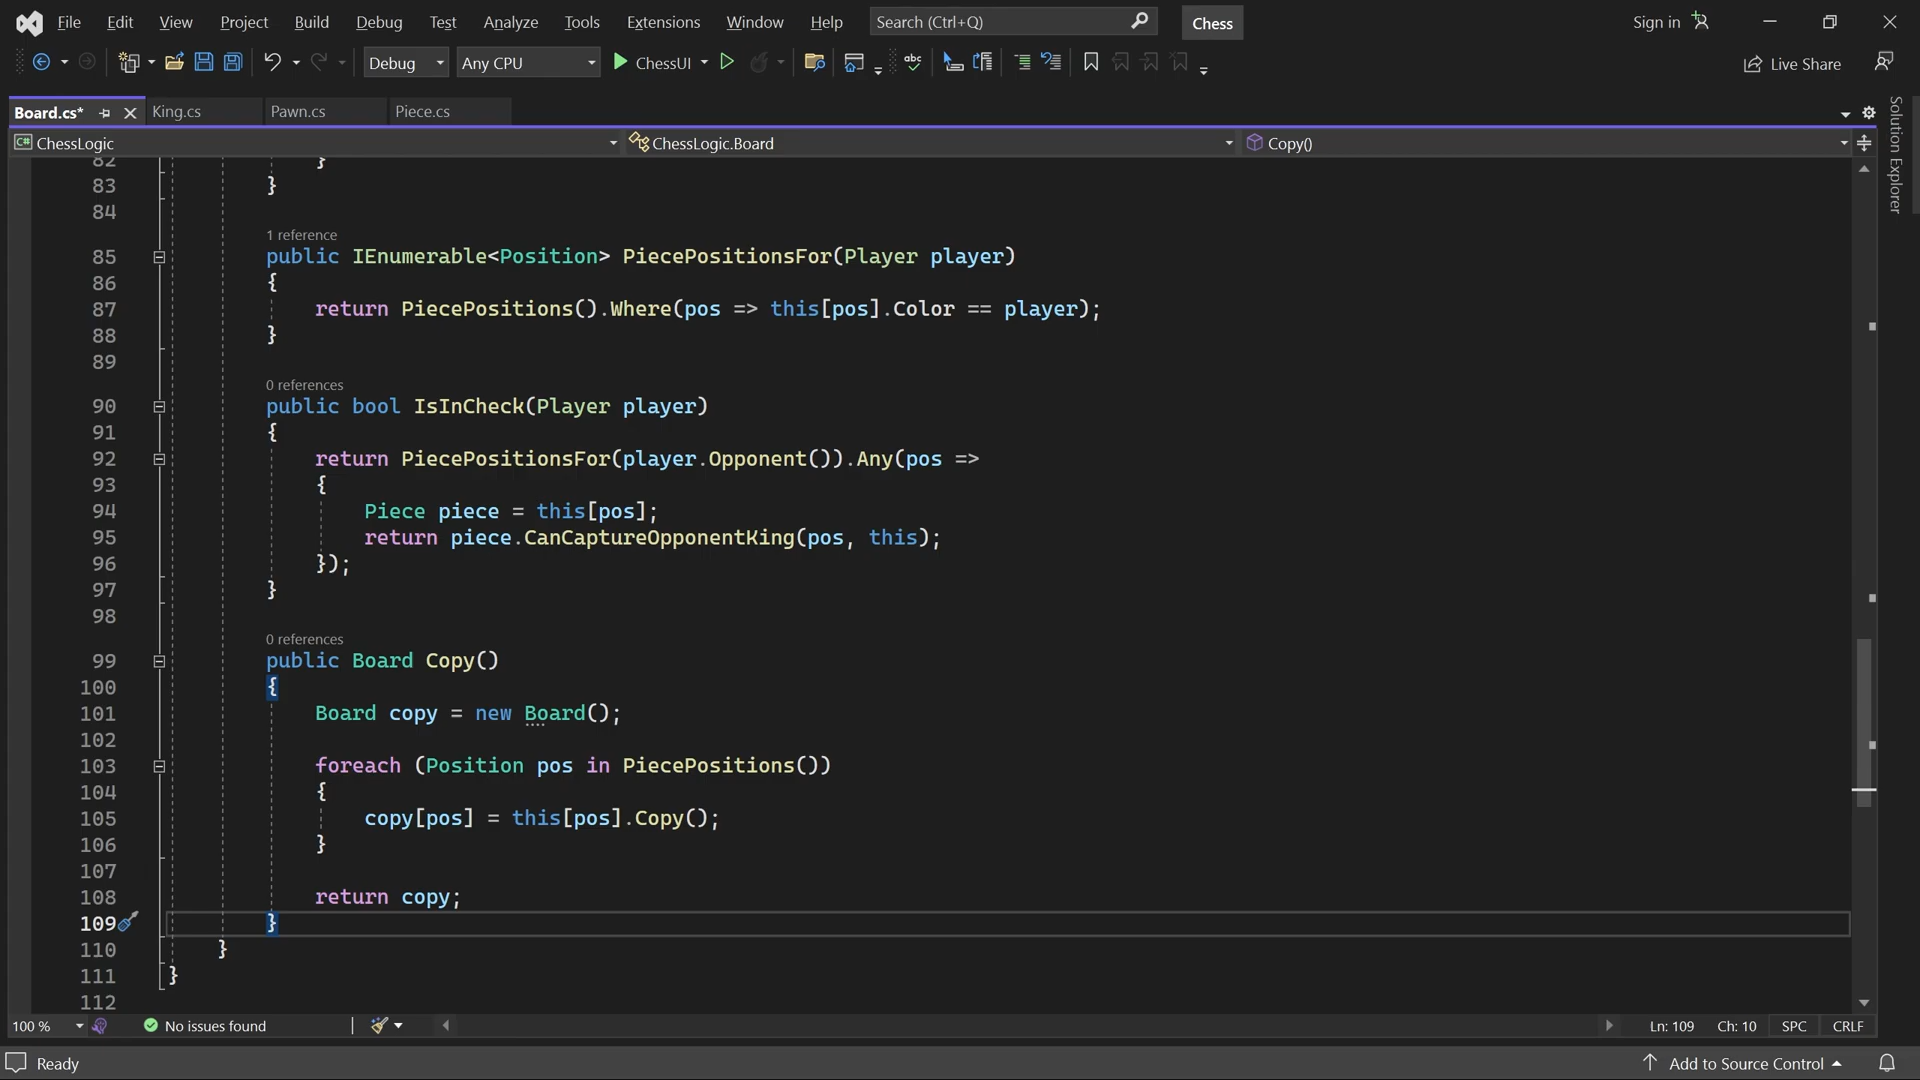 File Edit View Project Build Debug Test Analyze Tools Extensions Window Help Search (Ctrl+Q) Chess Sign in
Debug Any CPU ChessUI abc Live Share
Board.cs* King.cs Pawn.cs Piece.cs
C# ChessLogic ChessLogic.Board Copy()
Solution Explorer
82 }
83 }
84
1 reference
85 public IEnumerable<Position> PiecePositionsFor(Player player)
86 {
87 return PiecePositions().Where(pos => this[pos].Color == player);
88 }
89
0 references
90 public bool IsInCheck(Player player)
91 {
92 return PiecePositionsFor(player.Opponent()).Any(pos =>
93 {
94 Piece piece = this[pos];
95 return piece.CanCaptureOpponentKing(pos, this);
96 });
97 }
98
0 references
99 public Board Copy()
100 {
101 Board copy = new Board();
102
103 foreach (Position pos in PiecePositions())
104 {
105 copy[pos] = this[pos].Copy();
106 }
107
108 return copy;
109 }
110 }
111 }
112
100 % No issues found Ln: 109 Ch: 10 SPC CRLF
Ready Add to Source Control